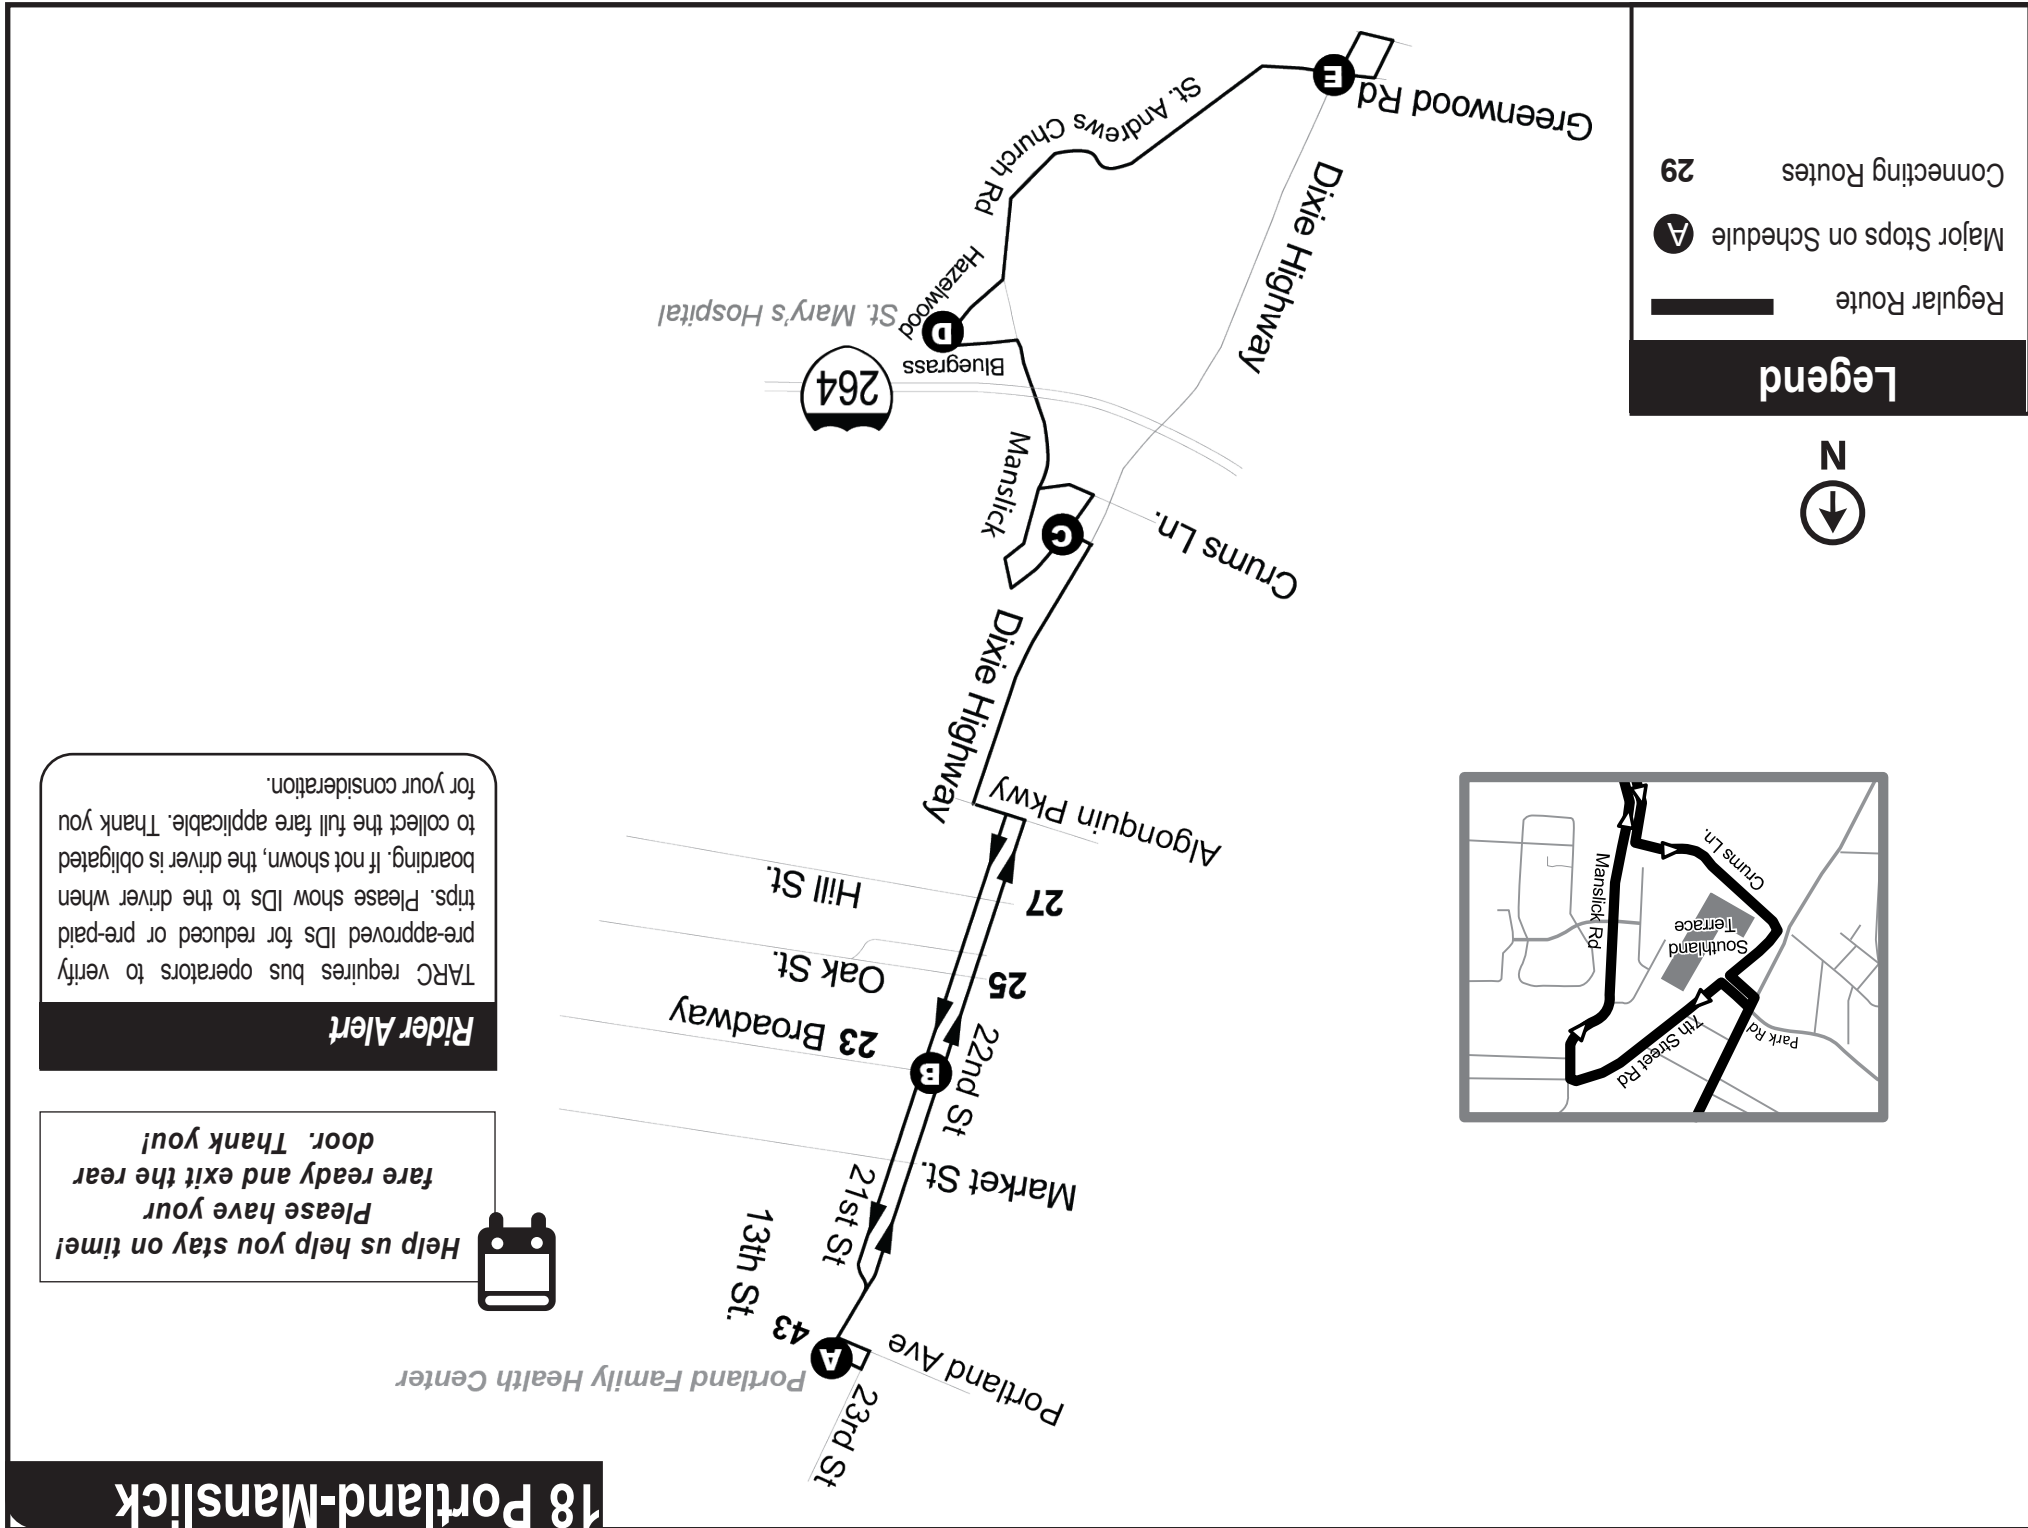 18 Portland-Manslick
23rd St
Portland Ave
Portland Family Health Center
A
43
13th St.
21st St
Market St.
22nd St
B
23 Broadway
25
Oak St.
27
Hill St.
Algonquin Pkwy
Dixie Highway
Crums Ln.
C
Manslick
264
Bluegrass
D
St. Mary's Hospital
Hazelwood
Dixie Highway
St. Andrews Church Rd
E
Greenwood Rd
Help us help you stay on time!
Please have your
fare ready and exit the rear
door. Thank you!
Rider Alert
TARC requires bus operators to verify
pre-approved IDs for reduced or pre-paid
trips. Please show IDs to the driver when
boarding. If not shown, the driver is obligated
to collect the full fare applicable. Thank you
for your consideration.
7th Street Rd
Park Rd
Southland
Terrace
Manslick Rd
Crums Ln.
N
Legend
Regular Route
Major Stops on Schedule A
Connecting Routes 29